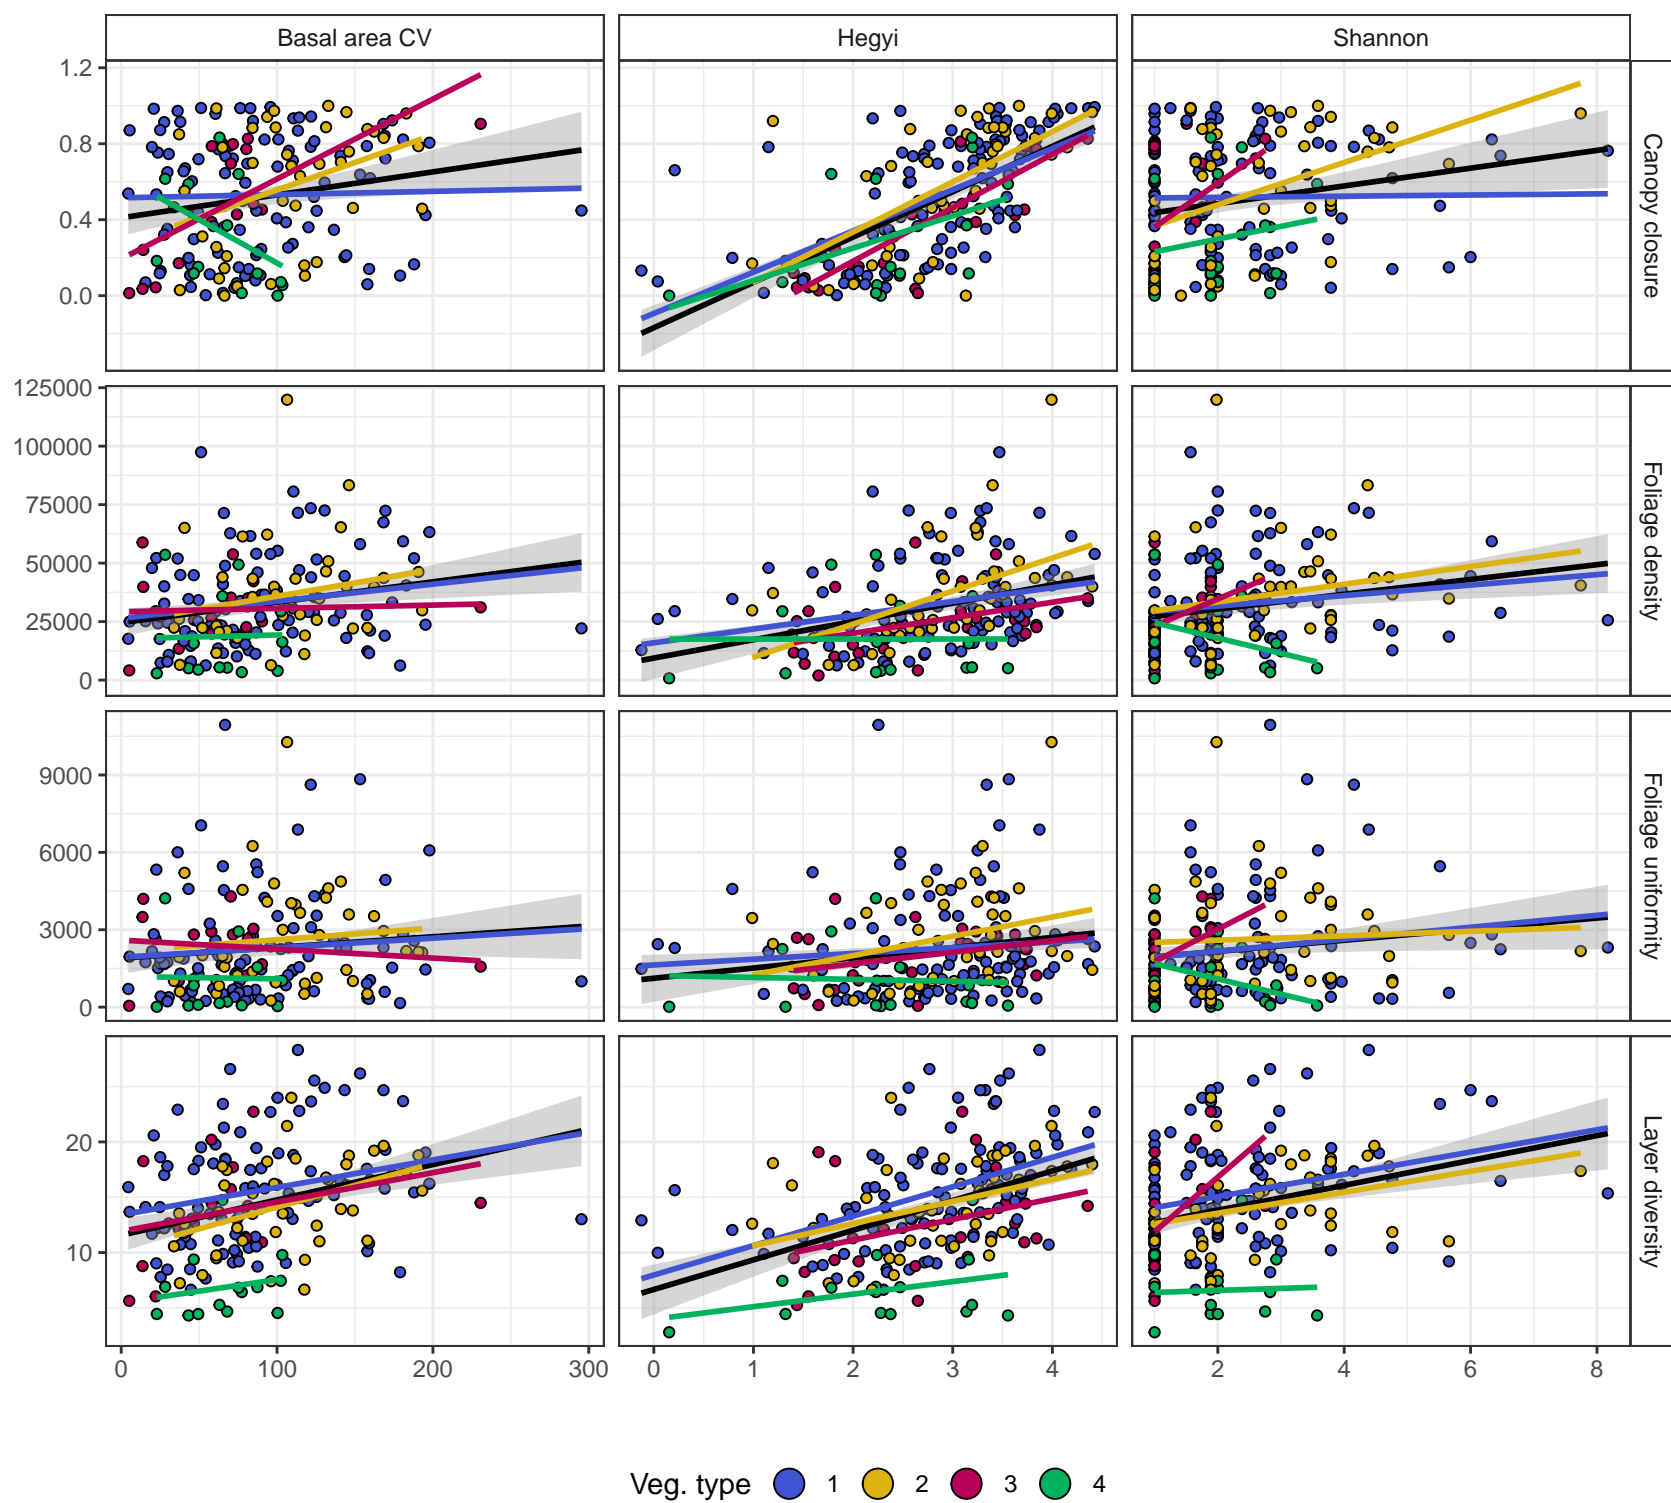 Basal area CV Hegyi Shannon
1.2
0.8
0.4
0.0
Canopy closure
125000
100000
75000
50000
25000
0
Foliage density
9000
6000
3000
0
Foliage uniformity
20
10
Layer diversity
0 100 200 300 0 1 2 3 4 2 4 6 8
Veg. type 1 2 3 4